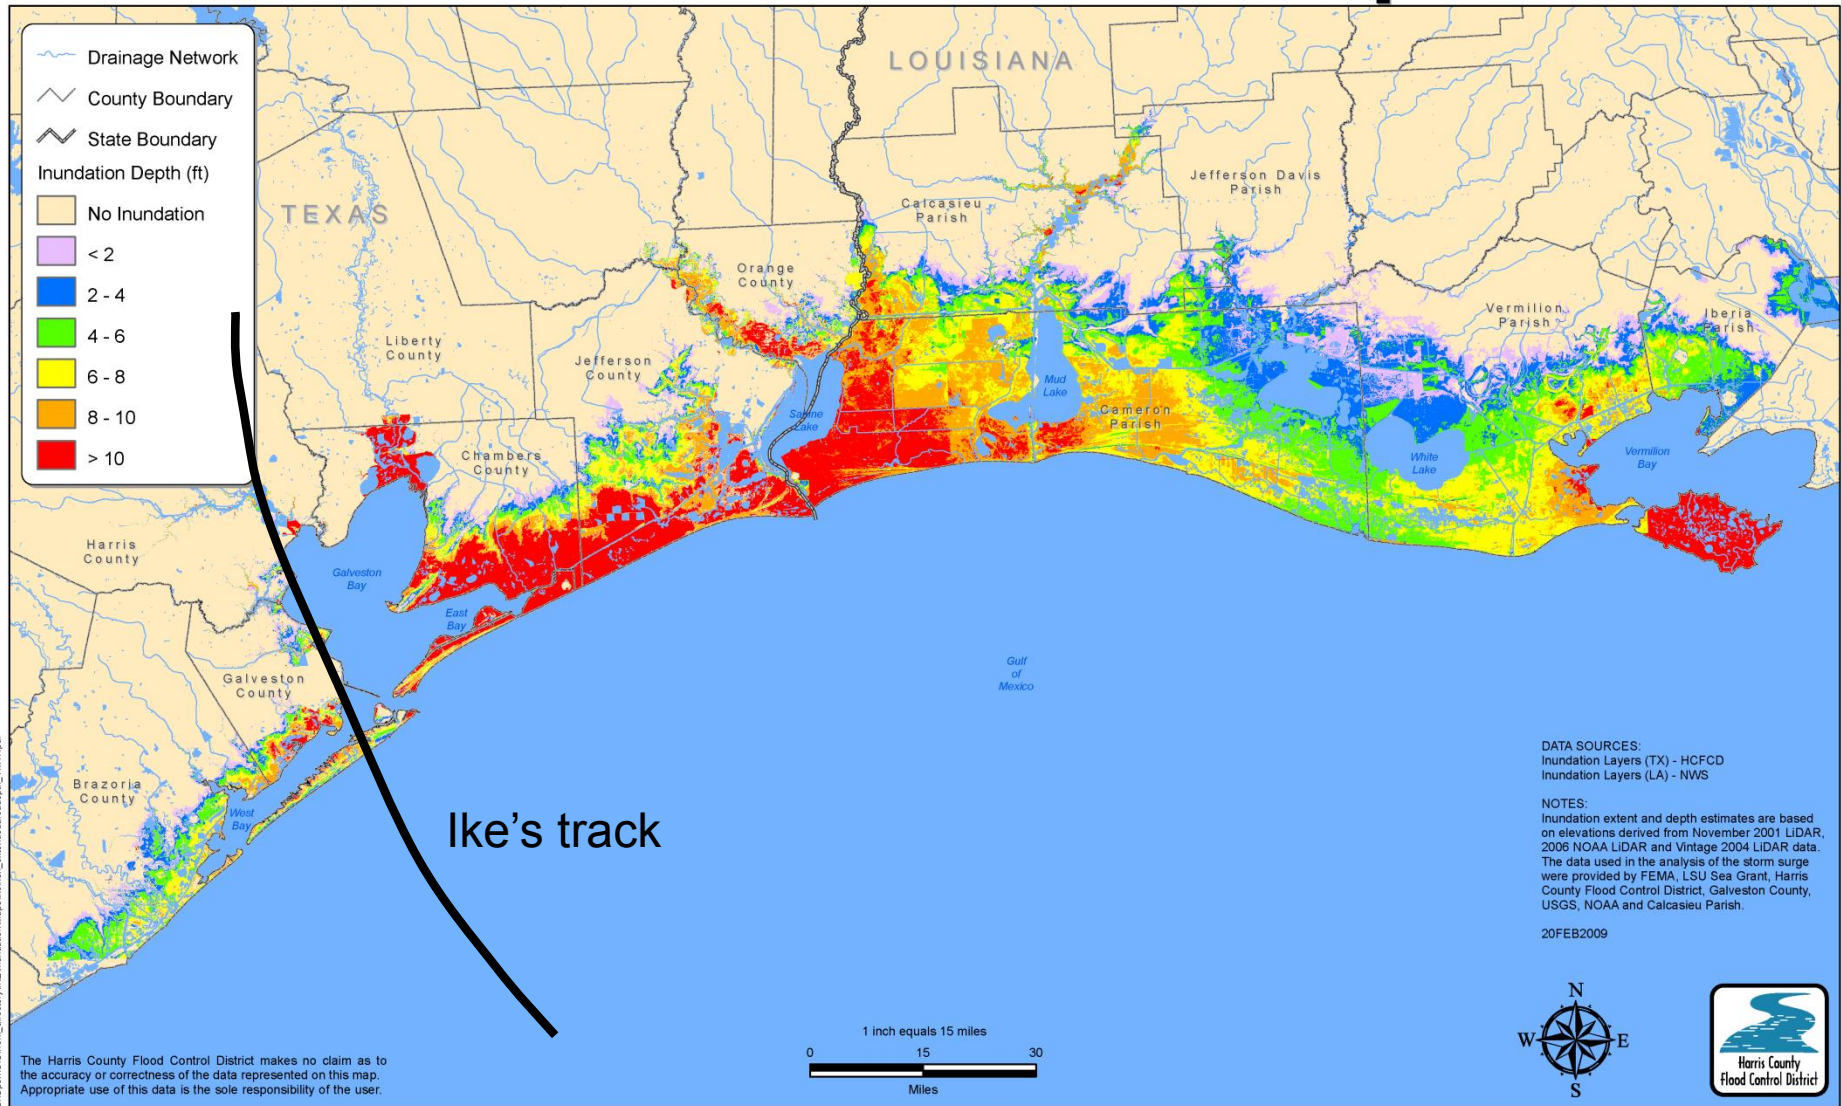 Drainage Network
County Boundary
State Boundary
Inundation Depth (ft)
No Inundation
< 2
2 - 4
4 - 6
6 - 8
8 - 10
> 10
LOUISIANA
TEXAS
Jefferson Davis
Parish
Calcasieu
Parish
Orange
County
Vermilion
Parish
Iberia
Parish
Liberty
County
Jefferson
County
Mud
Lake
Cameron
Parish
Sabine
Lake
Chambers
County
White
Lake
Vermilion
Bay
Harris
County
Galveston
Bay
East
Bay
Galveston
County
Gulf
of
Mexico
Brazoria
County
West
Bay
Ike’s track
DATA SOURCES:
Inundation Layers (TX) - HCFCD
Inundation Layers (LA) - NWS
NOTES:
Inundation extent and depth estimates are based
on elevations derived from November 2001 LiDAR,
2006 NOAA LiDAR and Vintage 2004 LiDAR data.
The data used in the analysis of the storm surge
were provided by FEMA, LSU Sea Grant, Harris
County Flood Control District, Galveston County,
USGS, NOAA and Calcasieu Parish.
20FEB2009
N
W E
S
1 inch equals 15 miles
0 15 30
Miles
The Harris County Flood Control District makes no claim as to
the accuracy or correctness of the data represented on this map.
Appropriate use of this data is the sole responsibility of the user.
Harris County
Flood Control District